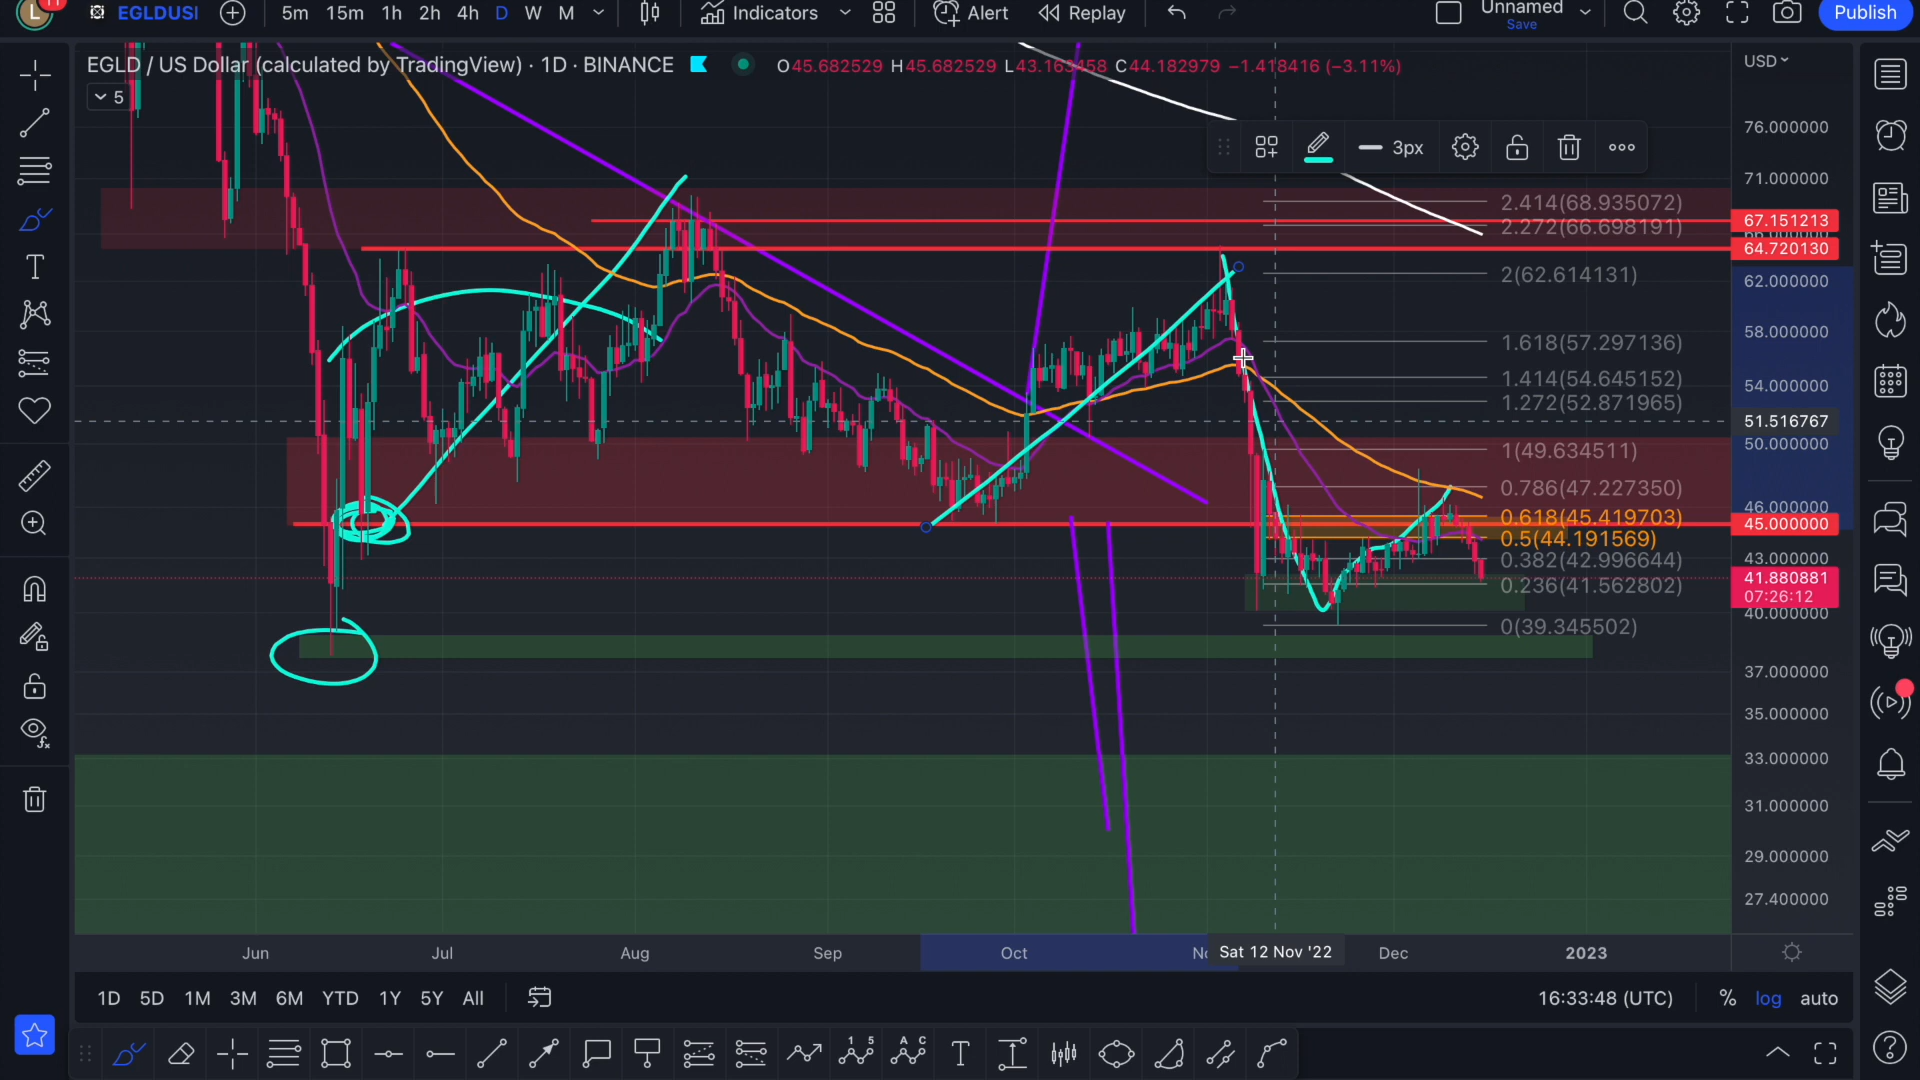 L
11
EGLDUSI
5m 15m 1h 2h 4h D W M
Indicators
Alert
Replay
Unnamed
Save
Publish
EGLD / US Dollar (calculated by TradingView) · 1D · BINANCE
O45.682529 H45.682529 L43.163458 C44.182979 −1.418416 (−3.11%)
5
USD
3px
76.000000
71.000000
2.414(68.935072)
67.151213
2.272(66.698191)
64.720130
2(62.614131)
62.000000
58.000000
1.618(57.297136)
1.414(54.645152)
54.000000
1.272(52.871965)
51.516767
50.000000
1(49.634511)
0.786(47.227350)
46.000000
0.618(45.419703)
45.000000
0.5(44.191569)
0.382(42.996644)
43.000000
41.880881
07:26:12
0.236(41.562802)
40.000000
0(39.345502)
37.000000
35.000000
33.000000
31.000000
29.000000
27.400000
Jun Jul Aug Sep Oct Sat 12 Nov '22 Dec 2023
1D 5D 1M 3M 6M YTD 1Y 5Y All
16:33:48 (UTC) % log auto
T
1 5
A C
T